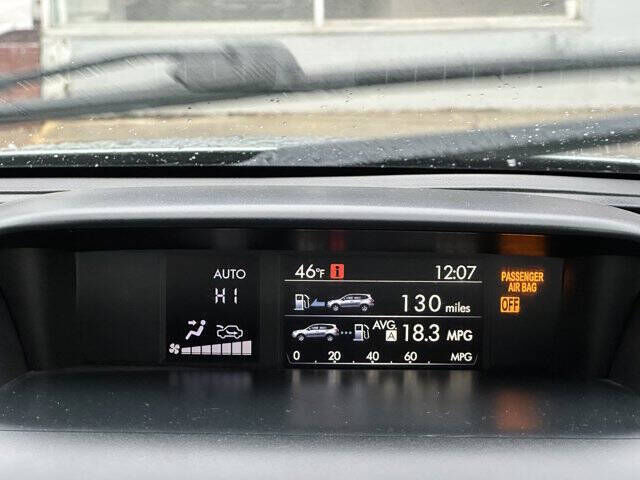 AUTO
HI
46°F i 12:07
130 miles
AVG. A 18.3 MPG
0 20 40 60 MPG
PASSENGER
AIR BAG
OFF